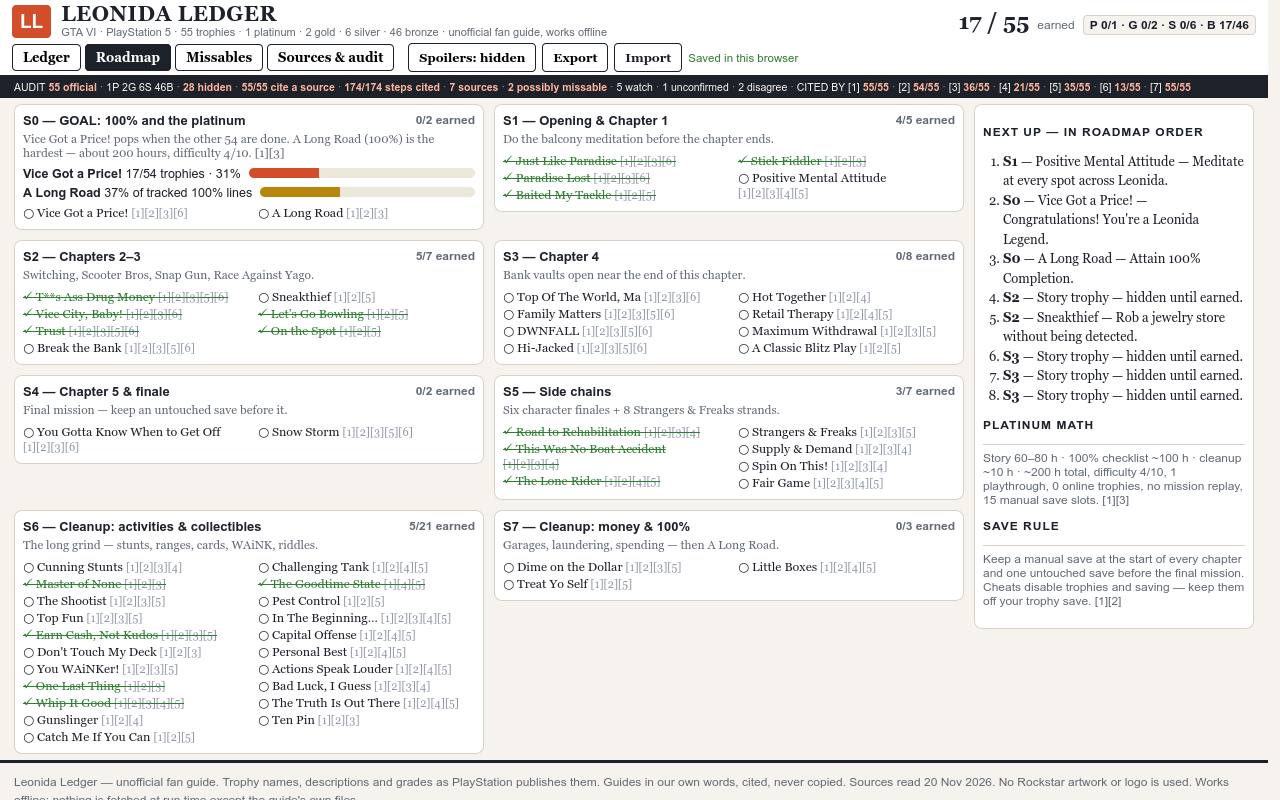 LL
LEONIDA LEDGER
GTA VI · PlayStation 5 · 55 trophies · 1 platinum · 2 gold · 6 silver · 46 bronze · unofficial fan guide, works offline
17 / 55 earned P 0/1 · G 0/2 · S 0/6 · B 17/46
Ledger Roadmap Missables Sources & audit Spoilers: hidden Export Import Saved in this browser
AUDIT 55 official · 1P 2G 6S 46B · 28 hidden · 55/55 cite a source · 174/174 steps cited · 7 sources · 2 possibly missable · 5 watch · 1 unconfirmed · 2 disagree · CITED BY [1] 55/55 · [2] 54/55 · [3] 36/55 · [4] 21/55 · [5] 35/55 · [6] 13/55 · [7] 55/55
S0 — GOAL: 100% and the platinum 0/2 earned
Vice Got a Price! pops when the other 54 are done. A Long Road (100%) is the
hardest — about 200 hours, difficulty 4/10. [1][3]
Vice Got a Price! 17/54 trophies · 31%
A Long Road 37% of tracked 100% lines
○ Vice Got a Price! [1][2][3][6]
○ A Long Road [1][2][3]
S1 — Opening & Chapter 1 4/5 earned
Do the balcony meditation before the chapter ends.
✓ Just Like Paradise [1][2][3][6]
✓ Paradise Lost [1][2][3][6]
✓ Baited My Tackle [1][2][5]
✓ Stick Fiddler [1][2][3]
○ Positive Mental Attitude
[1][2][3][4][5]
S2 — Chapters 2–3 5/7 earned
Switching, Scooter Bros, Snap Gun, Race Against Yago.
✓ T**s Ass Drug Money [1][2][3][5][6]
✓ Vice City, Baby! [1][2][3][6]
✓ Trust [1][2][3][5][6]
○ Break the Bank [1][2][3][5][6]
○ Sneakthief [1][2][5]
✓ Let's Go Bowling [1][2][5]
✓ On the Spot [1][2][5]
S3 — Chapter 4 0/8 earned
Bank vaults open near the end of this chapter.
○ Top Of The World, Ma [1][2][3][6]
○ Family Matters [1][2][3][5][6]
○ DWNFALL [1][2][3][5][6]
○ Hi-Jacked [1][2][3][5][6]
○ Hot Together [1][2][4]
○ Retail Therapy [1][2][4][5]
○ Maximum Withdrawal [1][2][3][5]
○ A Classic Blitz Play [1][2][5]
S4 — Chapter 5 & finale 0/2 earned
Final mission — keep an untouched save before it.
○ You Gotta Know When to Get Off
[1][2][3][5][6]
○ Snow Storm [1][2][3][5][6]
S5 — Side chains 3/7 earned
Six character finales + 8 Strangers & Freaks strands.
✓ Road to Rehabilitation [1][2][3][4]
✓ This Was No Boat Accident
[1][2][3][4]
✓ The Lone Rider [1][2][4][5]
○ Strangers & Freaks [1][2][3][5]
○ Supply & Demand [1][2][3][4]
○ Spin On This! [1][2][3][4]
○ Fair Game [1][2][3][4][5]
S6 — Cleanup: activities & collectibles 5/21 earned
The long grind — stunts, ranges, cards, WAiNK, riddles.
○ Cunning Stunts [1][2][3][4]
✓ Master of None [1][2][3]
○ The Shootist [1][2][3][5]
○ Top Fun [1][2][3][5]
✓ Earn Cash, Not Kudos [1][2][3][5]
○ Don't Touch My Deck [1][2][3]
○ You WAiNKer! [1][2][3][5]
✓ One Last Thing [1][2][3]
✓ Whip It Good [1][2][3][4][5]
○ Gunslinger [1][2][4]
○ Catch Me If You Can [1][2][5]
○ Challenging Tank [1][2][4][5]
✓ The Goodtime State [1][4][5]
○ Pest Control [1][2][5]
○ In The Beginning... [1][2][3][4]
○ Capital Offense [1][2][4][5]
○ Personal Best [1][2][4][5]
○ Actions Speak Louder [1][2][4][5]
○ Bad Luck, I Guess [1][2][3][4]
○ The Truth Is Out There [1][2][4][5]
○ Ten Pin [1][2][3]
S7 — Cleanup: money & 100% 0/3 earned
Garages, laundering, spending — then A Long Road.
○ Dime on the Dollar [1][2][3][5]
○ Treat Yo Self [1][2][5]
○ Little Boxes [1][2][4][5]
NEXT UP — IN ROADMAP ORDER
1. S1 — Positive Mental Attitude — Meditate
at every spot across Leonida.
2. S0 — Vice Got a Price! —
Congratulations! You're a Leonida
Legend.
3. S0 — A Long Road — Attain 100%
Completion.
4. S2 — Story trophy — hidden until earned.
5. S2 — Sneakthief — Rob a jewelry store
without being detected.
6. S3 — Story trophy — hidden until earned.
7. S3 — Story trophy — hidden until earned.
8. S3 — Story trophy — hidden until earned.
PLATINUM MATH
Story 60–80 h · 100% checklist ~100 h · cleanup
~10 h · ~200 h total, difficulty 4/10, 1
playthrough, 0 online trophies, no mission replay,
15 manual save slots. [1][3]
SAVE RULE
Keep a manual save at the start of every chapter
and one untouched save before the final mission.
Cheats disable trophies and saving — keep them
off your trophy save. [1][2]
Leonida Ledger — unofficial fan guide. Trophy names, descriptions and grades as PlayStation publishes them. Guides in our own words, cited, never copied. Sources read 20 Nov 2026. No Rockstar artwork or logo is used. Works
offline: nothing is fetched at run time except the guide's own files.